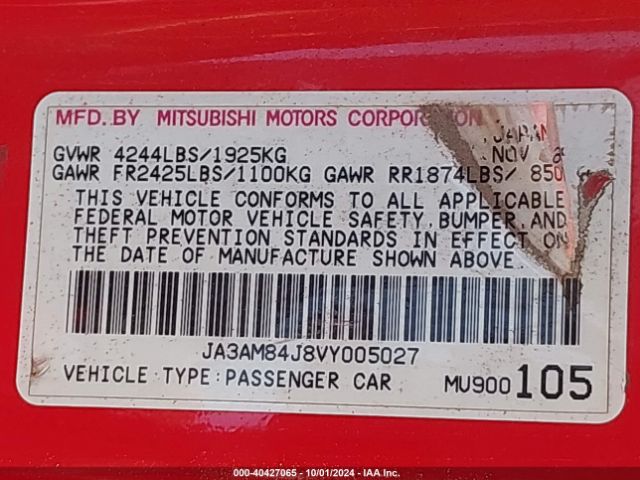 MFD. BY MITSUBISHI MOTORS CORPORATION
JAPAN
GVWR 4244LBS/1925KG NOV
GAWR FR2425LBS/1100KG GAWR RR1874LBS/ 850
THIS VEHICLE CONFORMS TO ALL APPLICABLE
FEDERAL MOTOR VEHICLE SAFETY, BUMPER, AND
THEFT PREVENTION STANDARDS IN EFFECT ON
THE DATE OF MANUFACTURE SHOWN ABOVE.
JA3AM84J8VY005027
VEHICLE TYPE:PASSENGER CAR MU900105
000-40427065 - 10/01/2024 - IAA Inc.